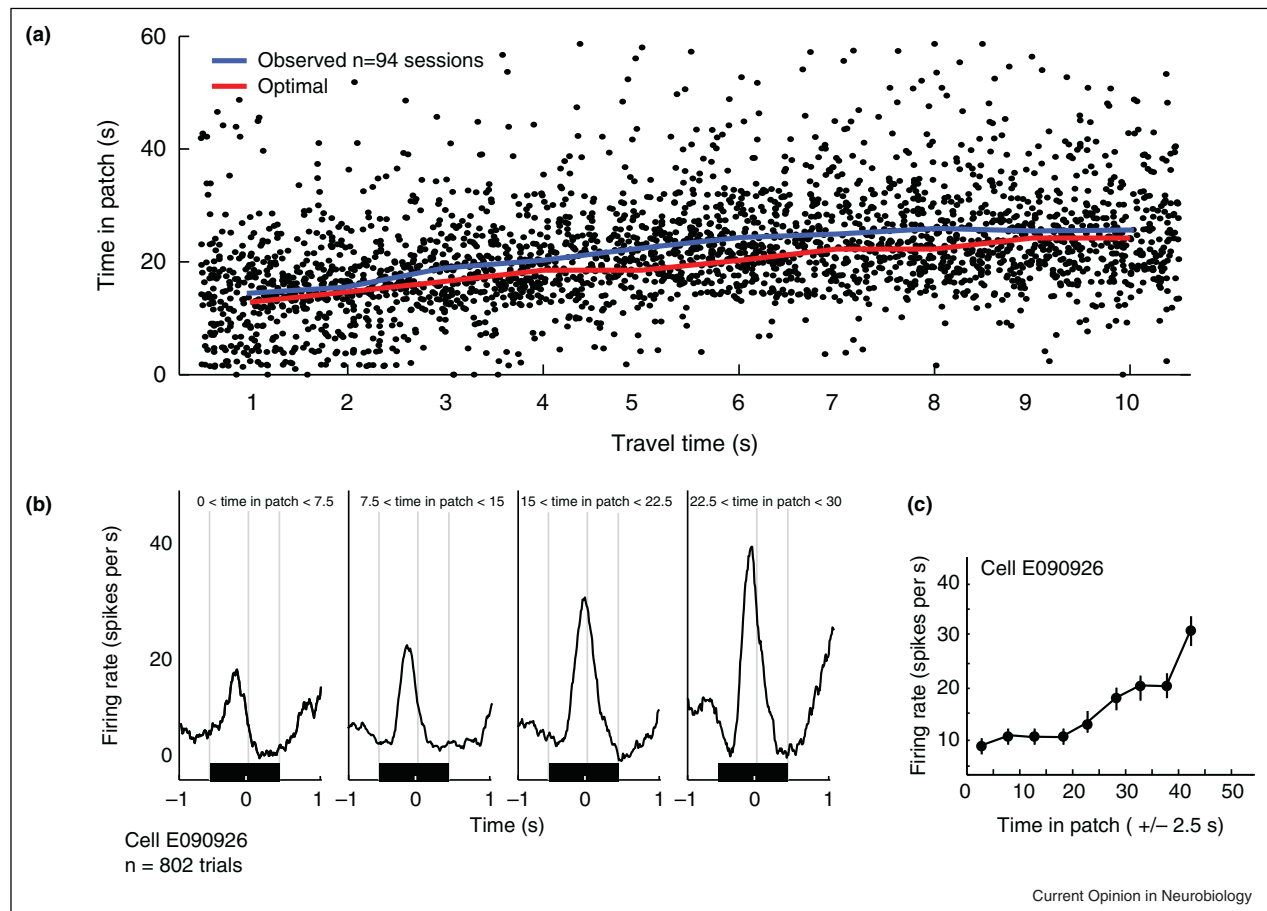 (a)
60
40
20
0
Time in patch (s)
Observed n=94 sessions
Optimal
1 2 3 4 5 6 7 8 9 10
Travel time (s)
(b)
0 < time in patch < 7.5
7.5 < time in patch < 15
15 < time in patch < 22.5
22.5 < time in patch < 30
Firing rate (spikes per s)
40
20
0
–1 0 1
–1 0 1
–1 0 1
–1 0 1
Time (s)
Cell E090926
n = 802 trials
(c)
Cell E090926
Firing rate (spikes per s)
40
30
20
10
0 10 20 30 40 50
Time in patch ( +/– 2.5 s)
Current Opinion in Neurobiology